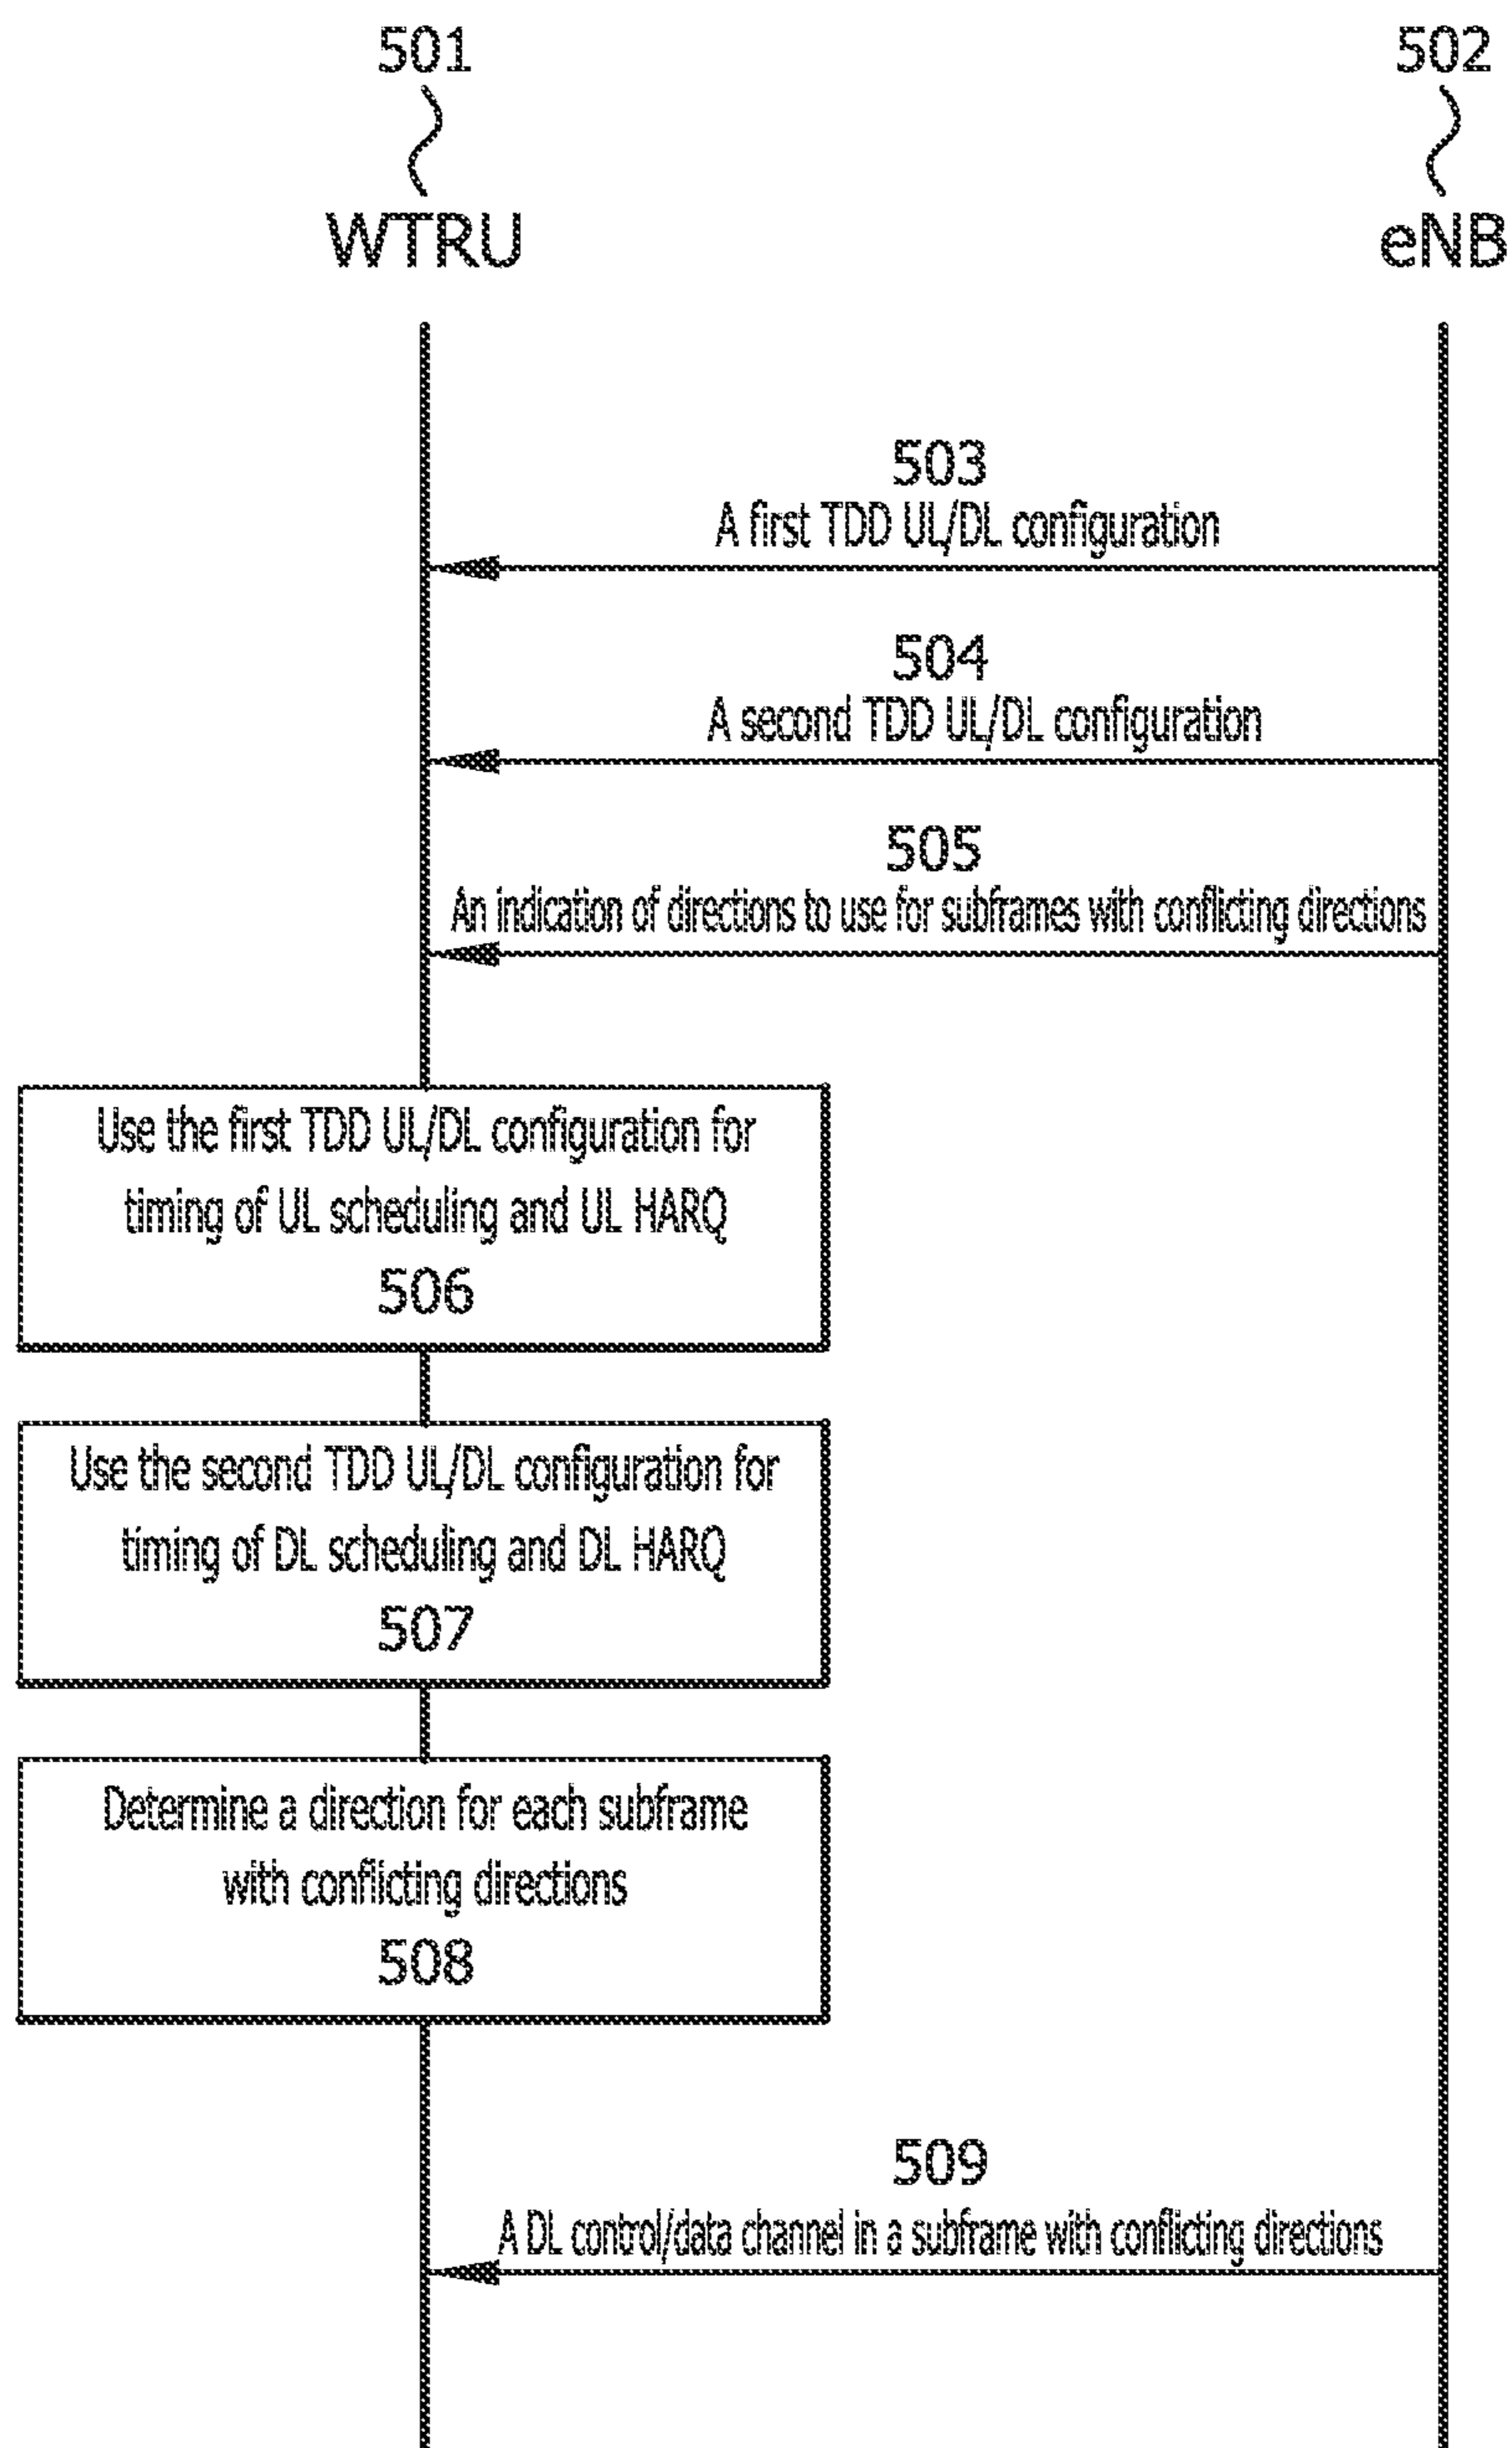 501
502
WTRU
eNB
503
A first TDD UL/DL configuration
504
A second TDD UL/DL configuration
505
An indication of directions to use for subframes with conflicting directions
Use the first TDD UL/DL configuration for
timing of UL scheduling and UL HARQ
506
Use the second TDD UL/DL configuration for
timing of DL scheduling and DL HARQ
507
Determine a direction for each subframe
with conflicting directions
508
509
A DL control/data channel in a subframe with conflicting directions